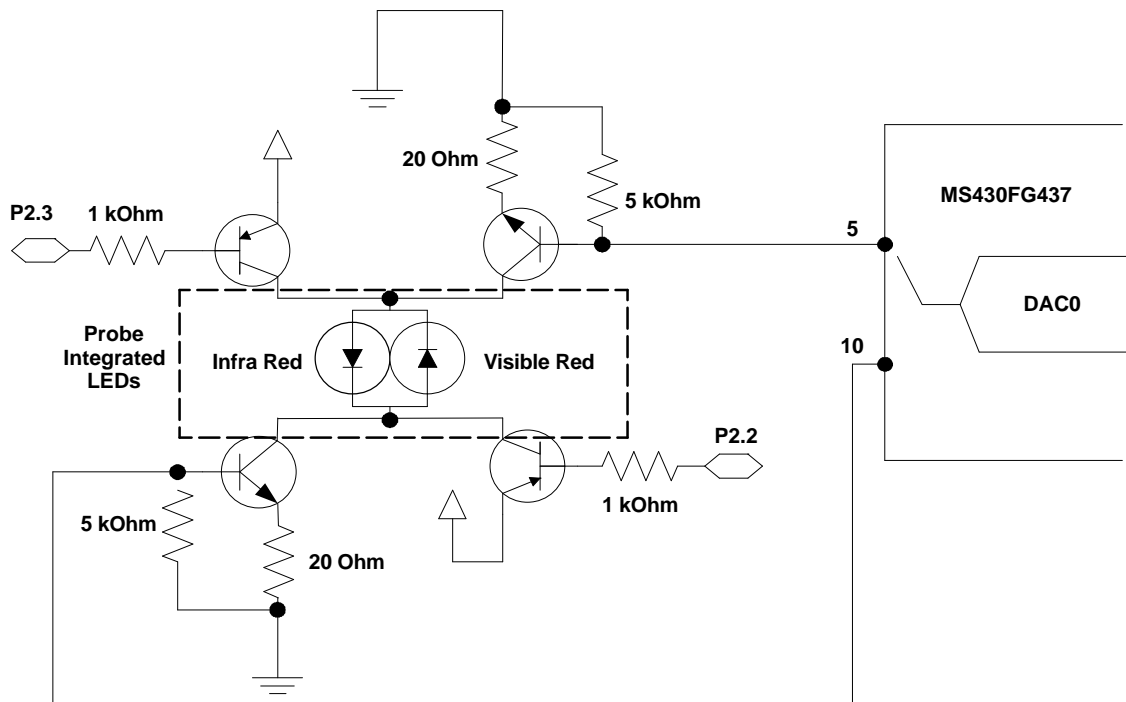 20 Ohm
5 kOhm
MS430FG437
P2.3
1 kOhm
5
DAC0
Probe
Integrated
LEDs
Infra Red
Visible Red
10
P2.2
1 kOhm
5 kOhm
20 Ohm